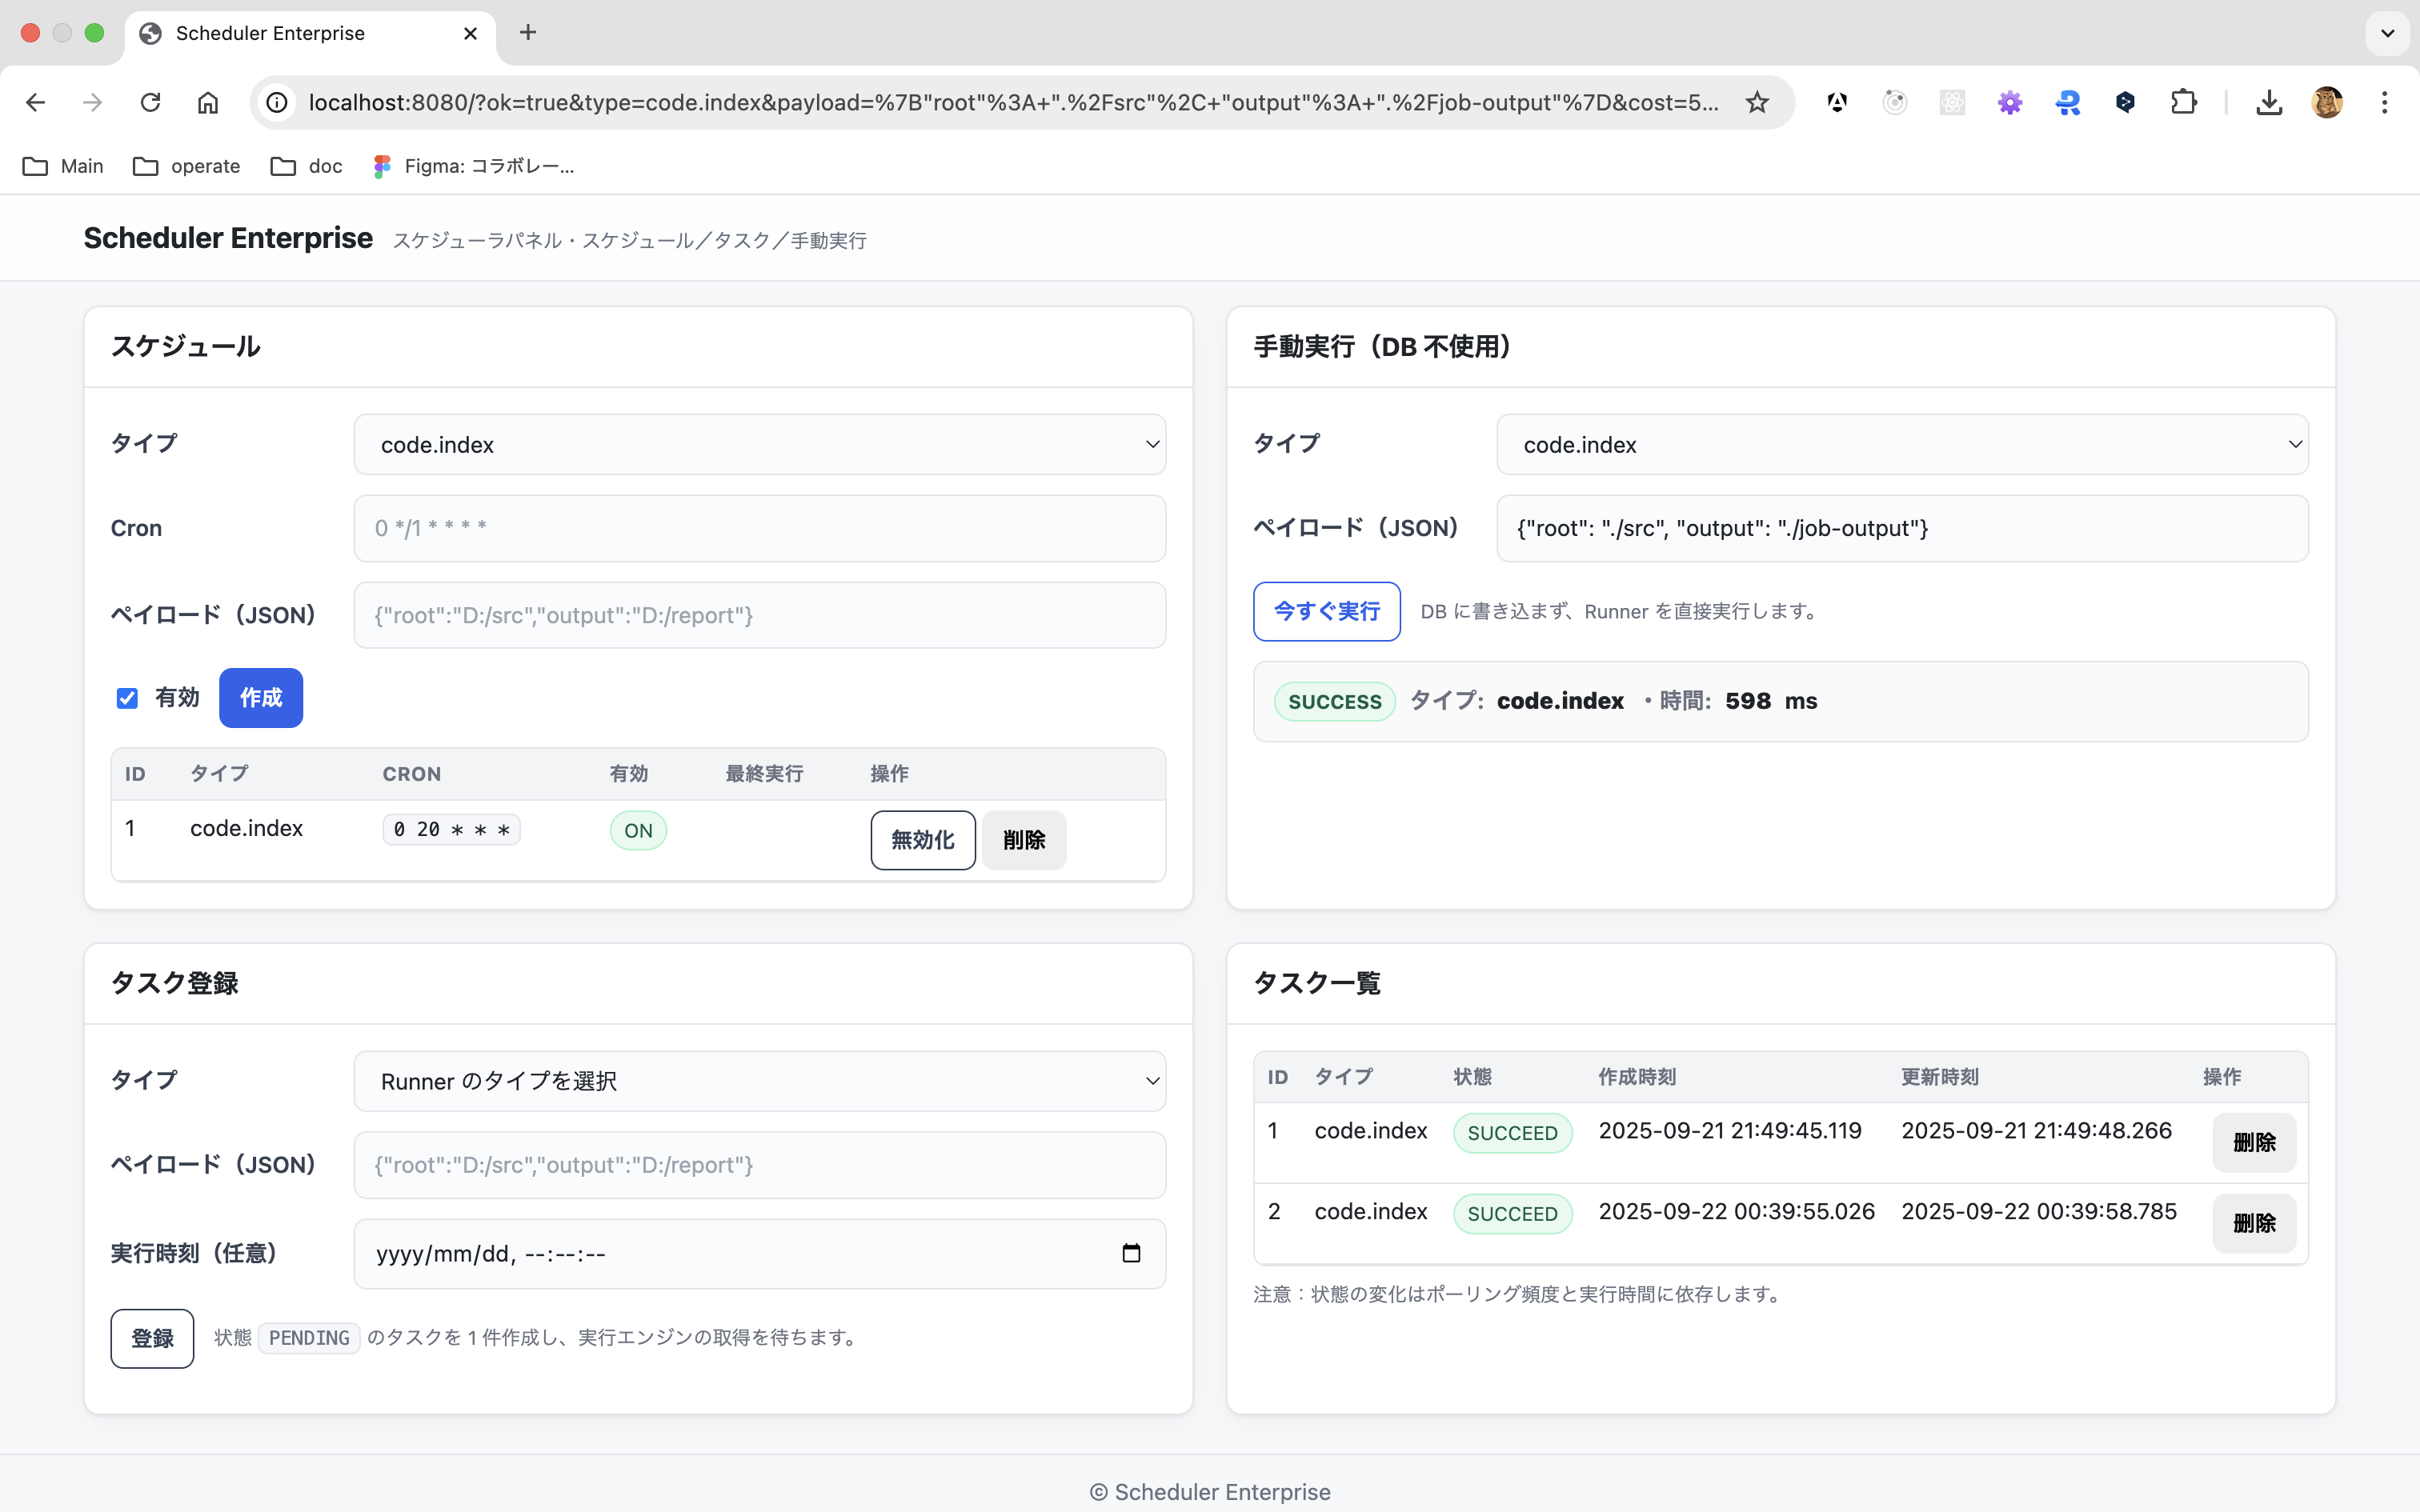 Scheduler Enterprise
localhost:8080/?ok=true&type=code.index&payload=%7B"root"%3A+".%2Fsrc"%2C+"output"%3A+".%2Fjob-output"%7D&cost=5...
Main operate doc Figma: コラボレー...
Scheduler Enterprise スケジューラパネル・スケジュール／タスク／手動実行
スケジュール
タイプ code.index
Cron 0 */1 * * * *
ペイロード（JSON） {"root":"D:/src","output":"D:/report"}
有効 作成
ID タイプ CRON 有効 最終実行 操作
1 code.index 0 20 * * * ON 無効化 削除
手動実行（DB 不使用）
タイプ code.index
ペイロード（JSON） {"root": "./src", "output": "./job-output"}
今すぐ実行 DB に書き込まず、Runner を直接実行します。
SUCCESS タイプ: code.index ・時間: 598 ms
タスク登録
タイプ Runner のタイプを選択
ペイロード（JSON） {"root":"D:/src","output":"D:/report"}
実行時刻（任意） yyyy/mm/dd, --:--:--
登録 状態 PENDING のタスクを 1 件作成し、実行エンジンの取得を待ちます。
タスク一覧
ID タイプ 状態 作成時刻 更新時刻 操作
1 code.index SUCCEED 2025-09-21 21:49:45.119 2025-09-21 21:49:48.266 删除
2 code.index SUCCEED 2025-09-22 00:39:55.026 2025-09-22 00:39:58.785 删除
注意：状態の変化はポーリング頻度と実行時間に依存します。
© Scheduler Enterprise